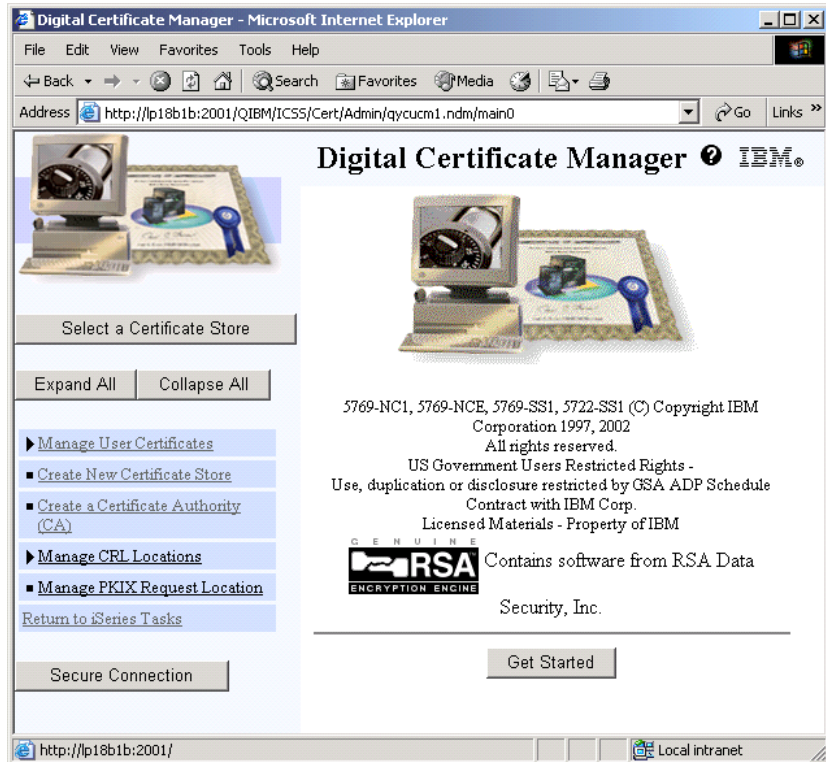 Digital Certificate Manager - Microsoft Internet Explorer
File Edit View Favorites Tools Help
Back Search Favorites Media
Address http://lp18b1b:2001/QIBM/ICSS/Cert/Admin/qycucm1.ndm/main0 Go Links »
Digital Certificate Manager ? IBM®
Select a Certificate Store
Expand All Collapse All
Manage User Certificates
Create New Certificate Store
Create a Certificate Authority
(CA)
Manage CRL Locations
Manage PKIX Request Location
Return to iSeries Tasks
Secure Connection
5769-NC1, 5769-NCE, 5769-SS1, 5722-SS1 (C) Copyright IBM
Corporation 1997, 2002
All rights reserved.
US Government Users Restricted Rights -
Use, duplication or disclosure restricted by GSA ADP Schedule
Contract with IBM Corp.
Licensed Materials - Property of IBM
GENUINE
RSA
ENCRYPTION ENGINE
Contains software from RSA Data
Security, Inc.
Get Started
http://lp18b1b:2001/ Local intranet